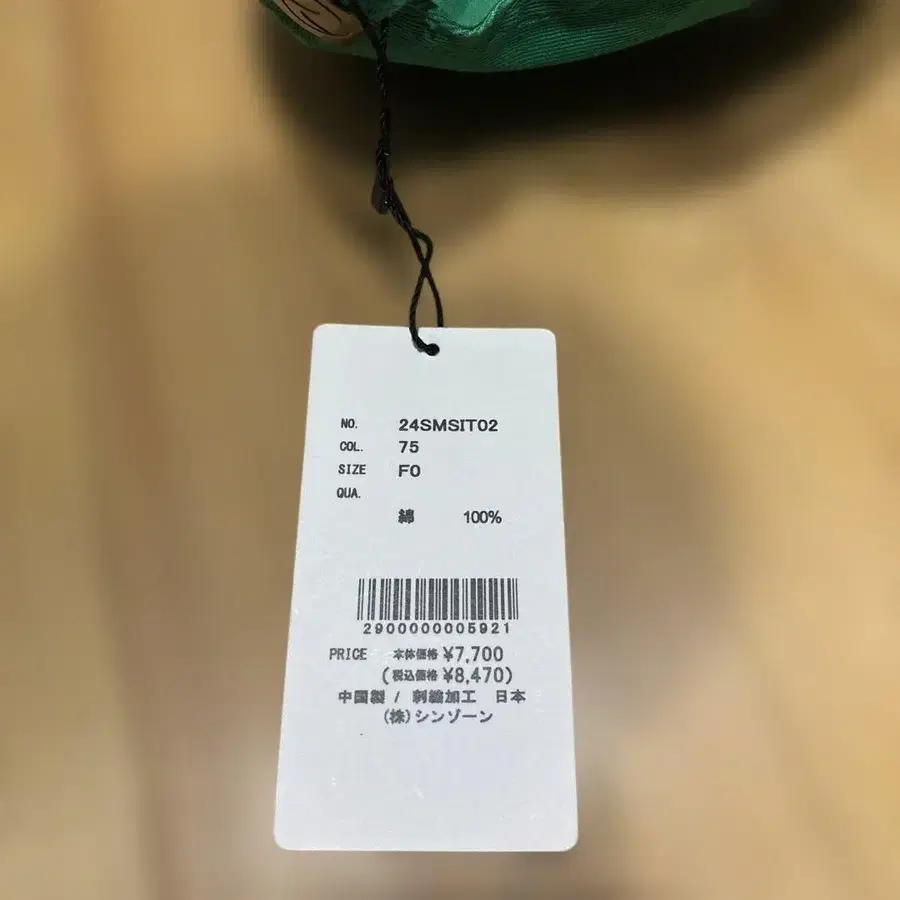 NO. 24SMSIT02
COL. 75
SIZE F0
QUA.
綿 100%
2900000005921
PRICE 本体価格 ¥7,700
(税込価格 ¥8,470)
中国製 / 刺繍加工 日本
(株)シンゾーン